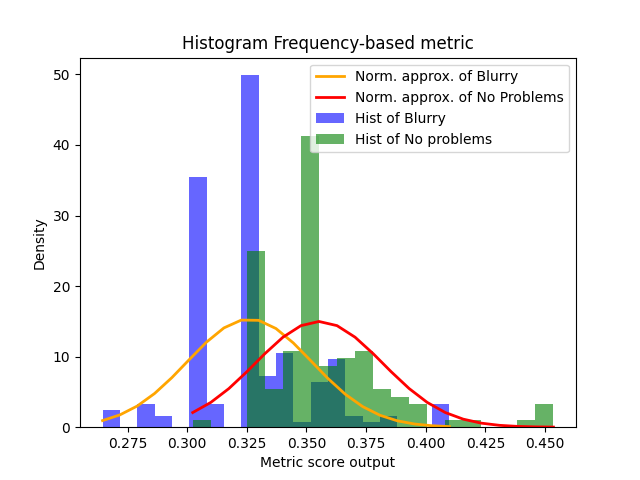 Histogram Frequency-based metric
Norm. approx. of Blurry
Norm. approx. of No Problems
Hist of Blurry
Hist of No problems
50
40
30
20
10
0
Density
0.275 0.300 0.325 0.350 0.375 0.400 0.425 0.450
Metric score output